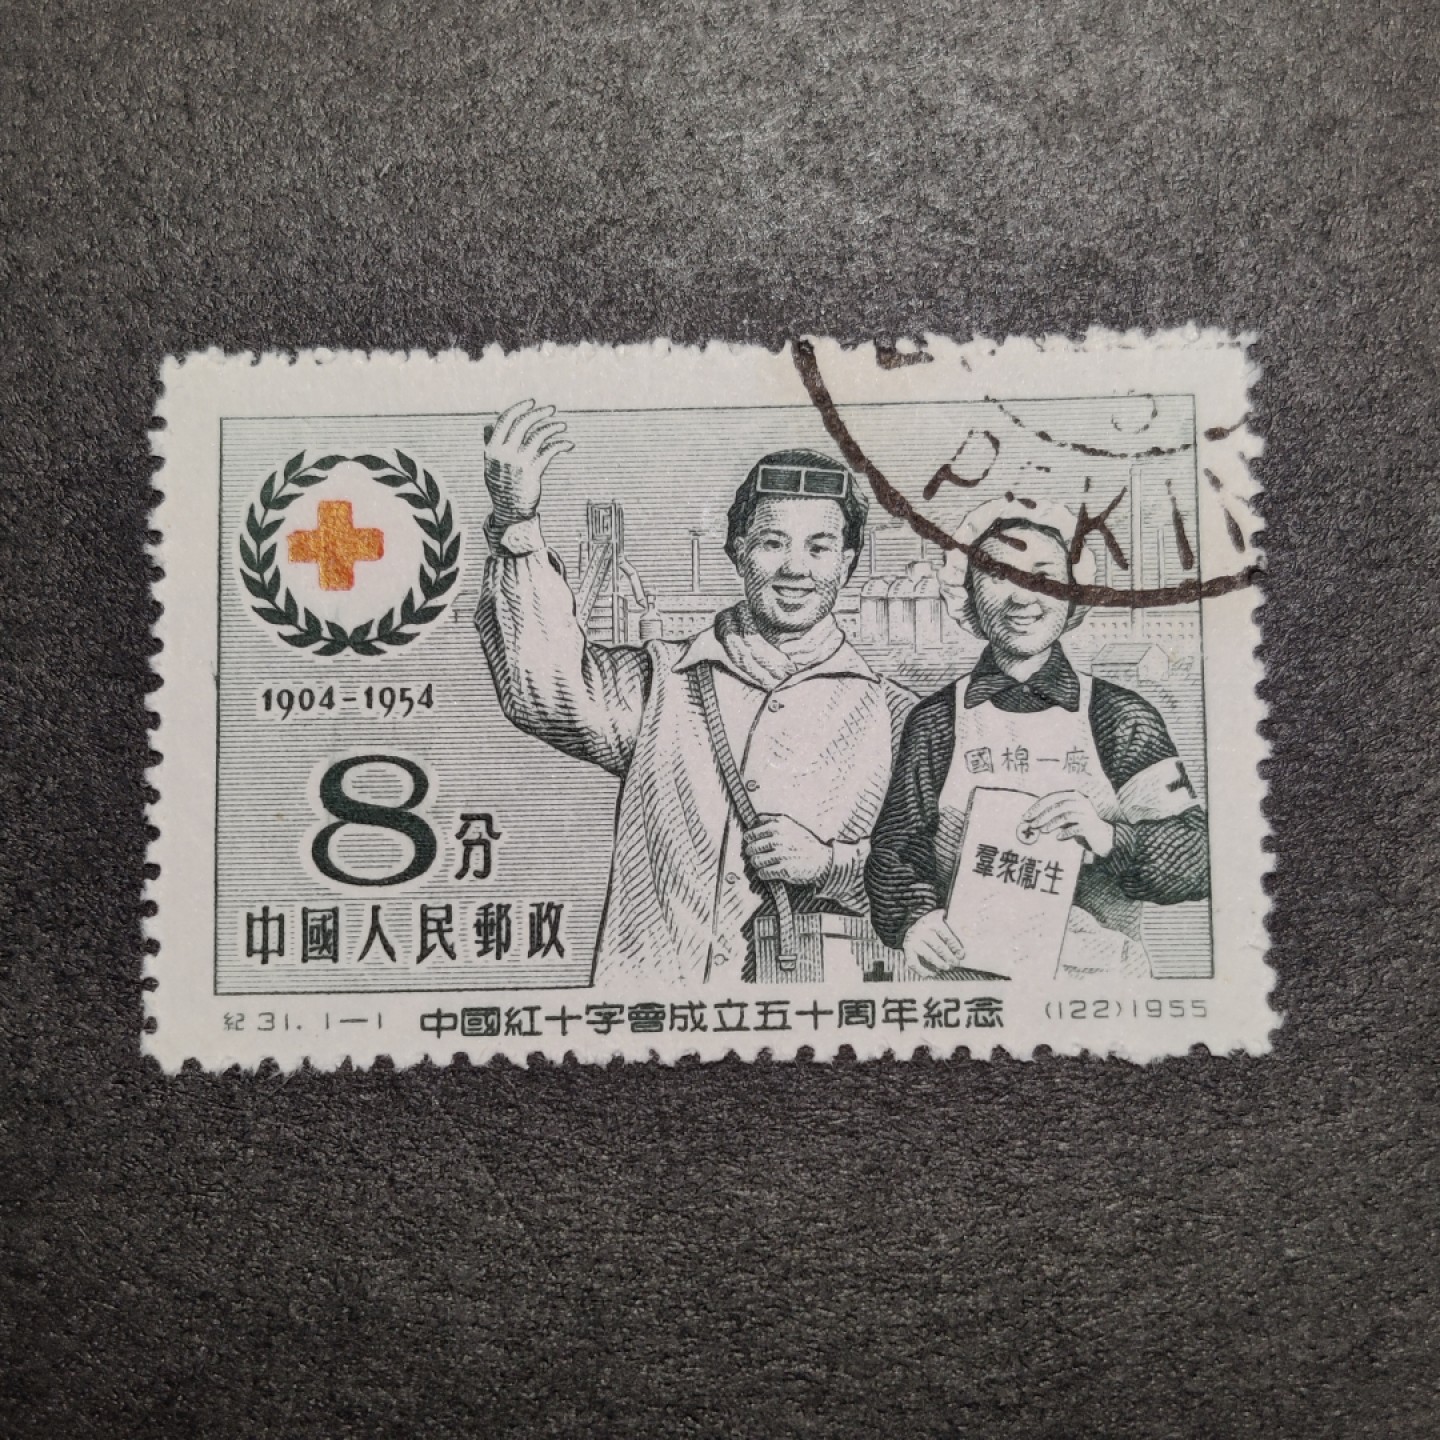 PEKIN
1904-1954
國棉一廠
8分
羣衆衛生
中國人民郵政
紀31.1—1 中國紅十字會成立五十周年紀念 (122)1955